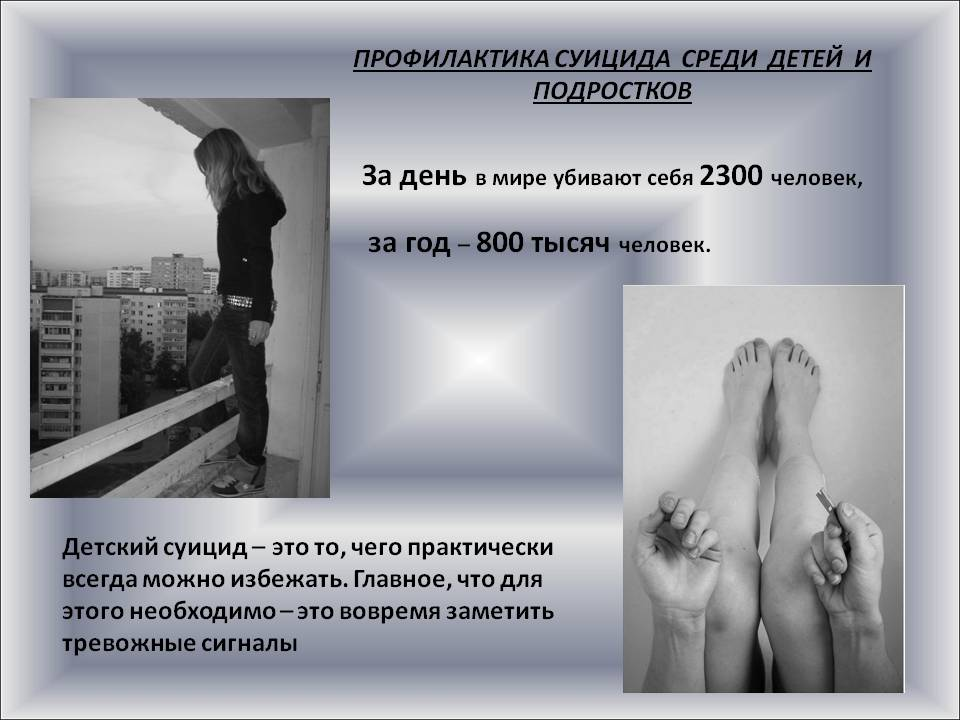 ПРОФИЛАКТИКА СУИЦИДА СРЕДИ ДЕТЕЙ И
ПОДРОСТКОВ
За день в мире убивают себя 2300 человек,
за год – 800 тысяч человек.
Детский суицид – это то, чего практически
всегда можно избежать. Главное, что для
этого необходимо – это вовремя заметить
тревожные сигналы